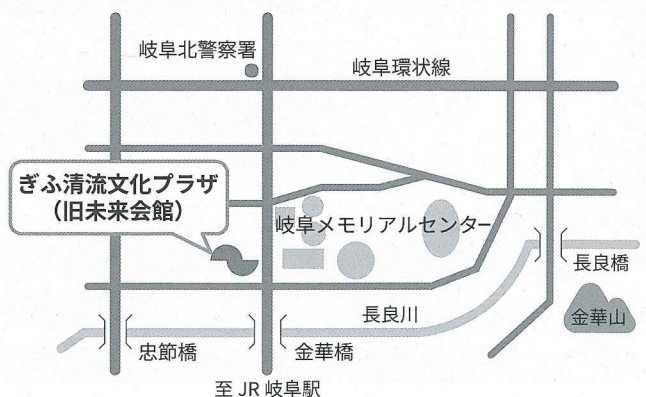 岐阜北警察署
岐阜環状線
ぎふ清流文化プラザ
(旧未来会館)
岐阜メモリアルセンター
長良橋
長良川
金華山
忠節橋
金華橋
至 JR 岐阜駅